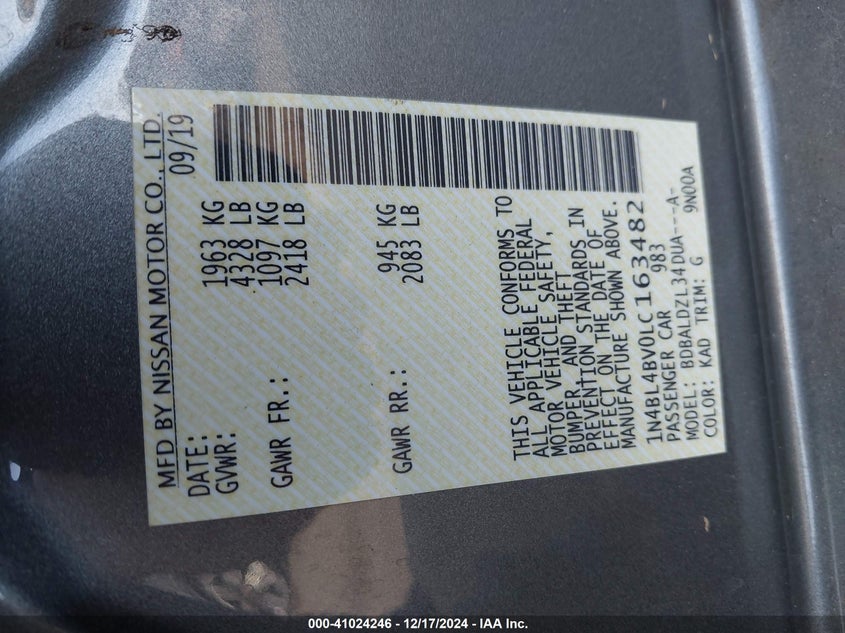 MFD BY NISSAN MOTOR CO., LTD.
DATE: 09/19
GVWR: 1963 KG
4328 LB
GAWR FR.: 1097 KG
2418 LB
GAWR RR.: 945 KG
2083 LB
THIS VEHICLE CONFORMS TO
ALL APPLICABLE FEDERAL
MOTOR VEHICLE SAFETY,
BUMPER, AND THEFT
PREVENTION STANDARDS IN
EFFECT ON THE DATE OF
MANUFACTURE SHOWN ABOVE.
1N4BL4BV0LC163482
PASSENGER CAR 983
MODEL: BDBALDZL34DUA---A-
COLOR: KAD TRIM: G 9N00A
000-41024246 - 12/17/2024 - IAA Inc.